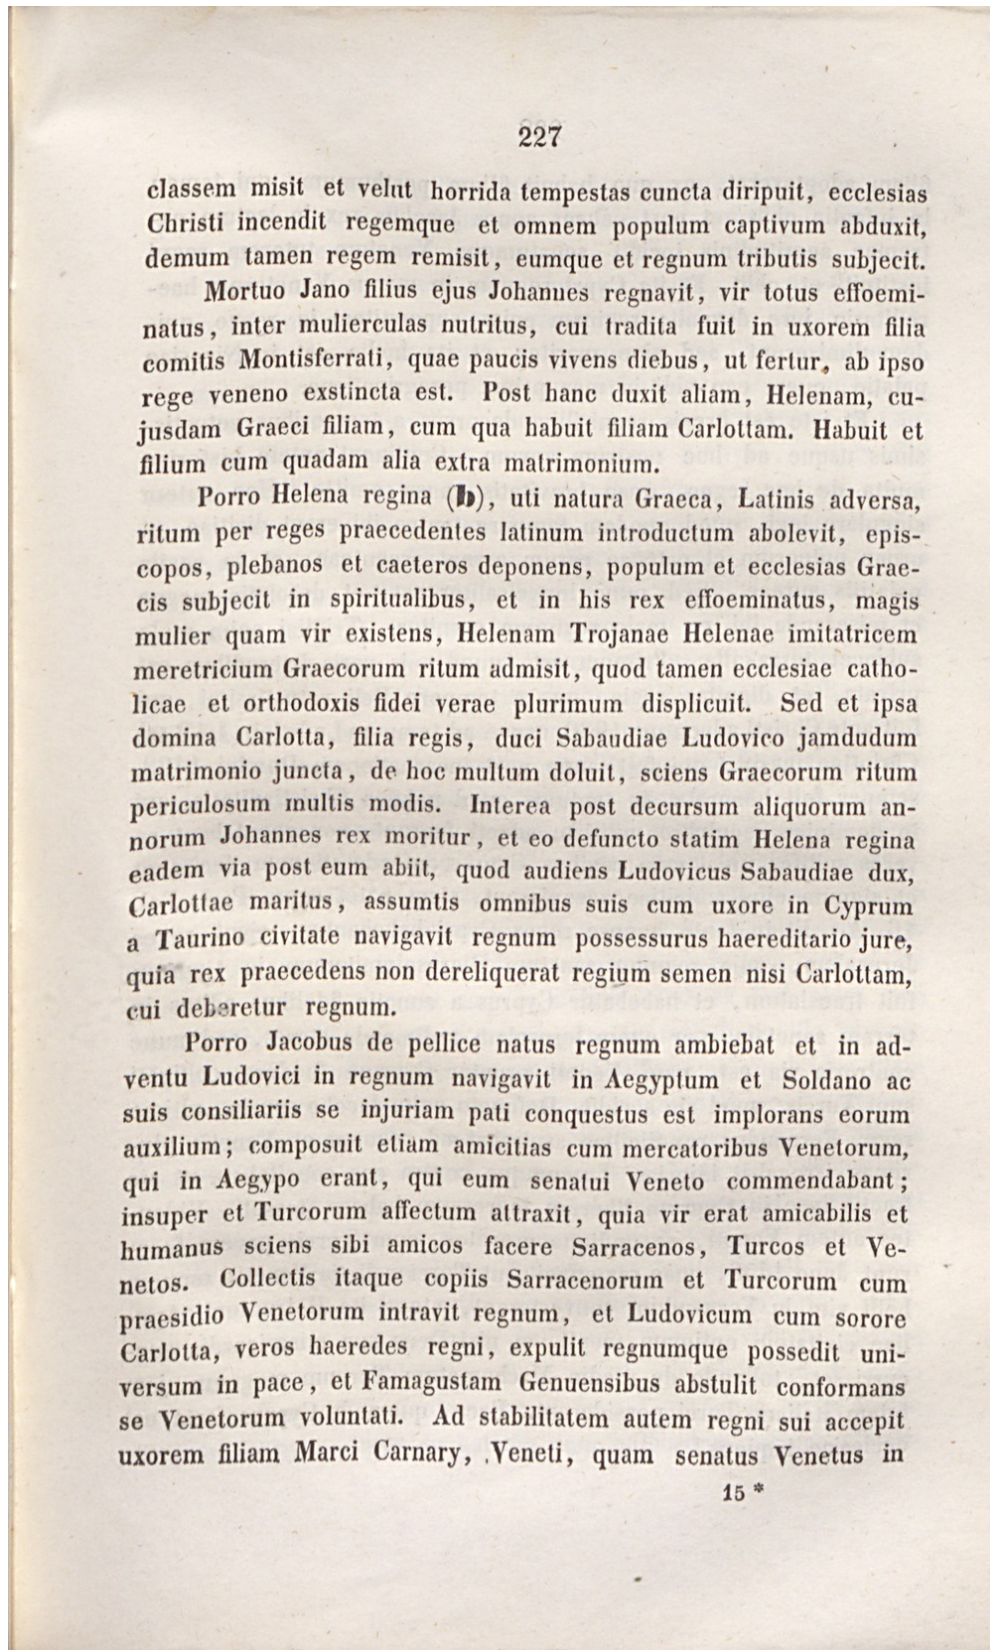 227
classem misit et velut horrida tempestas cuncta diripuit, ecclesias
Christi incendit regemque et omnem populum captivum abduxit,
demum tamen regem remisit, eumque et regnum tributis subjecit.
Mortuo Jano filius ejus Johannes regnavit, vir totus effoemi-
natus, inter mulierculas nutritus, cui tradita fuit in uxorem filia
comitis Montisferrati, quae paucis vivens diebus, ut fertur, ab ipso
rege veneno exstincta est. Post hanc duxit aliam, Helenam, cu-
jusdam Graeci filiam, cum qua habuit filiam Carlottam. Habuit et
filium cum quadam alia extra matrimonium.
Porro Helena regina (b), uti natura Graeca, Latinis adversa,
ritum per reges praecedentes latinum introductum abolevit, epis-
copos, plebanos et caeteros deponens, populum et ecclesias Grae-
cis subjecit in spiritualibus, et in his rex effoeminatus, magis
mulier quam vir existens, Helenam Trojanae Helenae imitatricem
meretricium Graecorum ritum admisit, quod tamen ecclesiae catho-
licae et orthodoxis fidei verae plurimum displicuit. Sed et ipsa
domina Carlotta, filia regis, duci Sabaudiae Ludovico jamdudum
matrimonio juncta, de hoc multum doluit, sciens Graecorum ritum
periculosum multis modis. Interea post decursum aliquorum an-
norum Johannes rex moritur, et eo defuncto statim Helena regina
eadem via post eum abiit, quod audiens Ludovicus Sabaudiae dux,
Carlottae maritus, assumtis omnibus suis cum uxore in Cyprum
a Taurino civitate navigavit regnum possessurus haereditario jure,
quia rex praecedens non dereliquerat regium semen nisi Carlottam,
cui deberetur regnum.
Porro Jacobus de pellice natus regnum ambiebat et in ad-
ventu Ludovici in regnum navigavit in Aegyptum et Soldano ac
suis consiliariis se injuriam pati conquestus est implorans eorum
auxilium; composuit etiam amicitias cum mercatoribus Venetorum,
qui in Aegypo erant, qui eum senatui Veneto commendabant;
insuper et Turcorum affectum attraxit, quia vir erat amicabilis et
humanus sciens sibi amicos facere Sarracenos, Turcos et Ve-
netos. Collectis itaque copiis Sarracenorum et Turcorum cum
praesidio Venetorum intravit regnum, et Ludovicum cum sorore
Carlotta, veros haeredes regni, expulit regnumque possedit uni-
versum in pace, et Famagustam Genuensibus abstulit conformans
se Venetorum voluntati. Ad stabilitatem autem regni sui accepit
uxorem filiam Marci Carnary, Veneti, quam senatus Venetus in
15 *